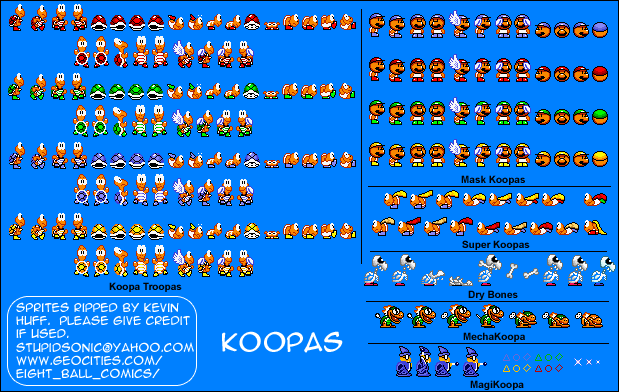 Mask Koopas
Super Koopas
Koopa Troopas
Dry Bones
MechaKoopa
MagiKoopa
SPRITES RIPPED BY KEVIN
HUFF. PLEASE GIVE CREDIT
IF USED.
STUPIDSONIC@YAHOO.COM
WWW.GEOCITIES.COM/
EIGHT_BALL_COMICS/
KOOPAS